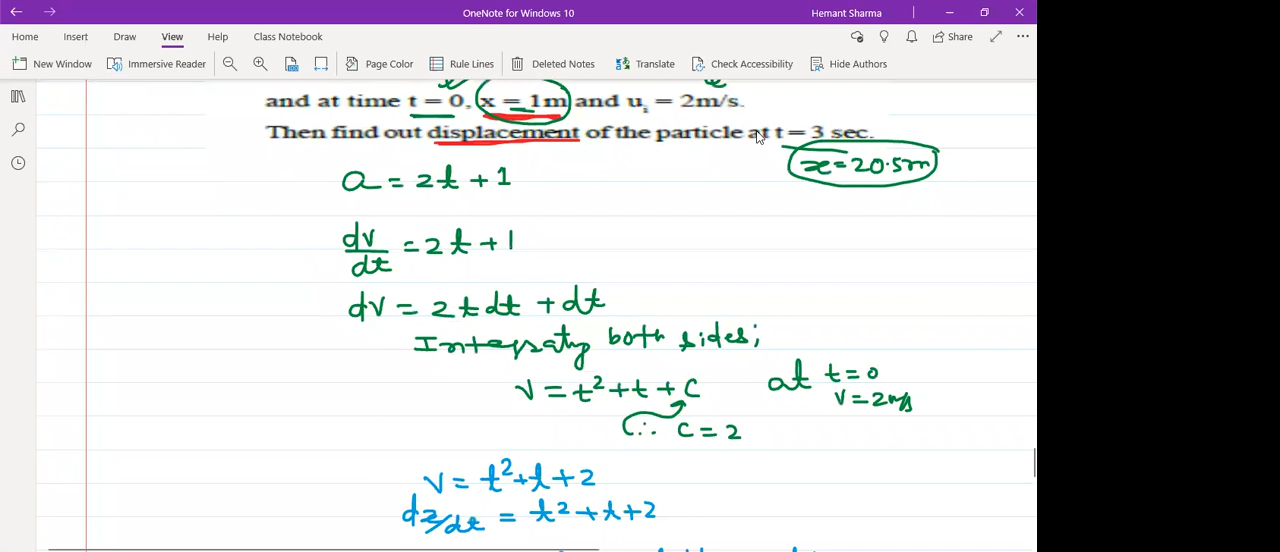 OneNote for Windows 10
Hemant Sharma
Home Insert Draw View Help Class Notebook Share
New Window Immersive Reader Page Color Rule Lines Deleted Notes Translate Check Accessibility Hide Authors
and at time t = 0, x = 1m and u_i = 2m/s.
Then find out displacement of the particle at t = 3 sec.
x = 20.5m
a = 2t + 1
dv/dt = 2t + 1
dv = 2t dt + dt
Integrating both sides;
v = t² + t + C
at t = 0
v = 2m/s
∴ C = 2
v = t² + t + 2
dx/dt = t² + t + 2